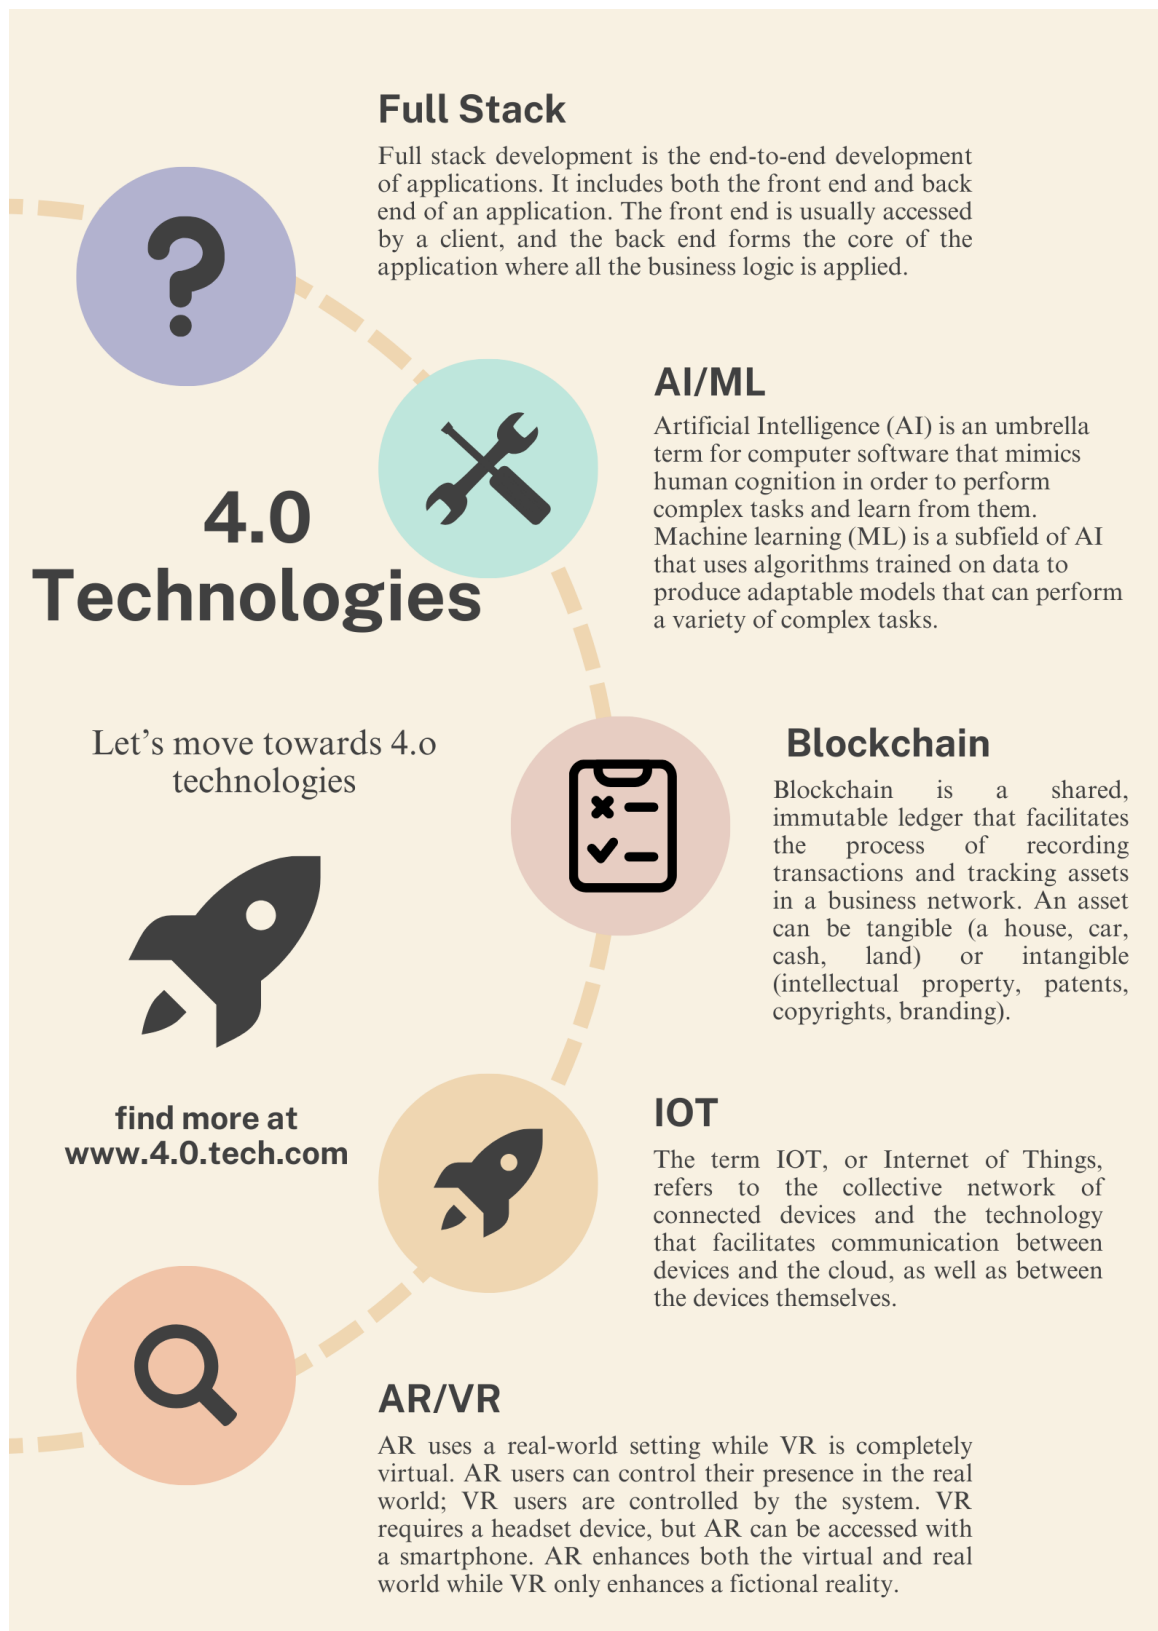 Full Stack
Full stack development is the end-to-end development
of applications. It includes both the front end and back
end of an application. The front end is usually accessed
by a client, and the back end forms the core of the
application where all the business logic is applied.
AI/ML
Artificial Intelligence (AI) is an umbrella
term for computer software that mimics
human cognition in order to perform
complex tasks and learn from them.
Machine learning (ML) is a subfield of AI
that uses algorithms trained on data to
produce adaptable models that can perform
a variety of complex tasks.
4.0
Technologies
Let's move towards 4.o
technologies
Blockchain
Blockchain is a shared,
immutable ledger that facilitates
the process of recording
transactions and tracking assets
in a business network. An asset
can be tangible (a house, car,
cash, land) or intangible
(intellectual property, patents,
copyrights, branding).
find more at
www.4.0.tech.com
IOT
The term IOT, or Internet of Things,
refers to the collective network of
connected devices and the technology
that facilitates communication between
devices and the cloud, as well as between
the devices themselves.
AR/VR
AR uses a real-world setting while VR is completely
virtual. AR users can control their presence in the real
world; VR users are controlled by the system. VR
requires a headset device, but AR can be accessed with
a smartphone. AR enhances both the virtual and real
world while VR only enhances a fictional reality.